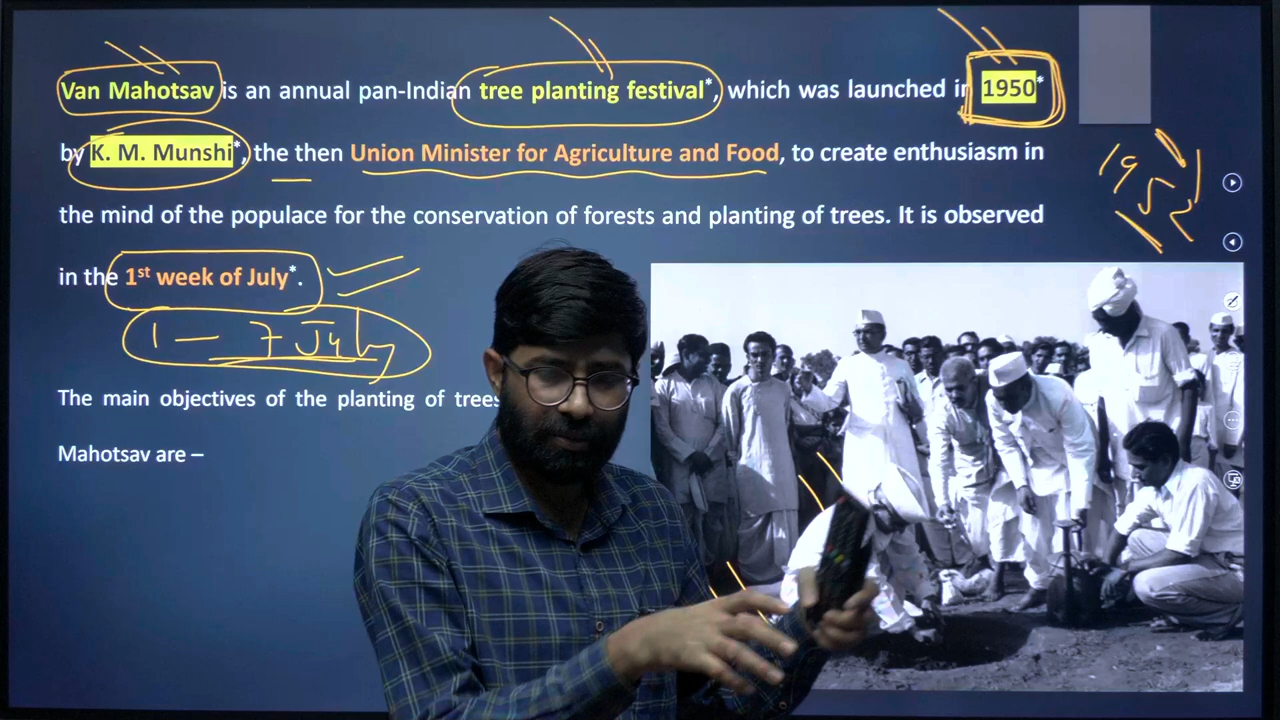 Van Mahotsav is an annual pan-Indian tree planting festival*, which was launched in 1950*
by K. M. Munshi*, the then Union Minister for Agriculture and Food, to create enthusiasm in
the mind of the populace for the conservation of forests and planting of trees. It is observed
in the 1st week of July*.
1 – 7 July
The main objectives of the planting of trees
Mahotsav are –
1952